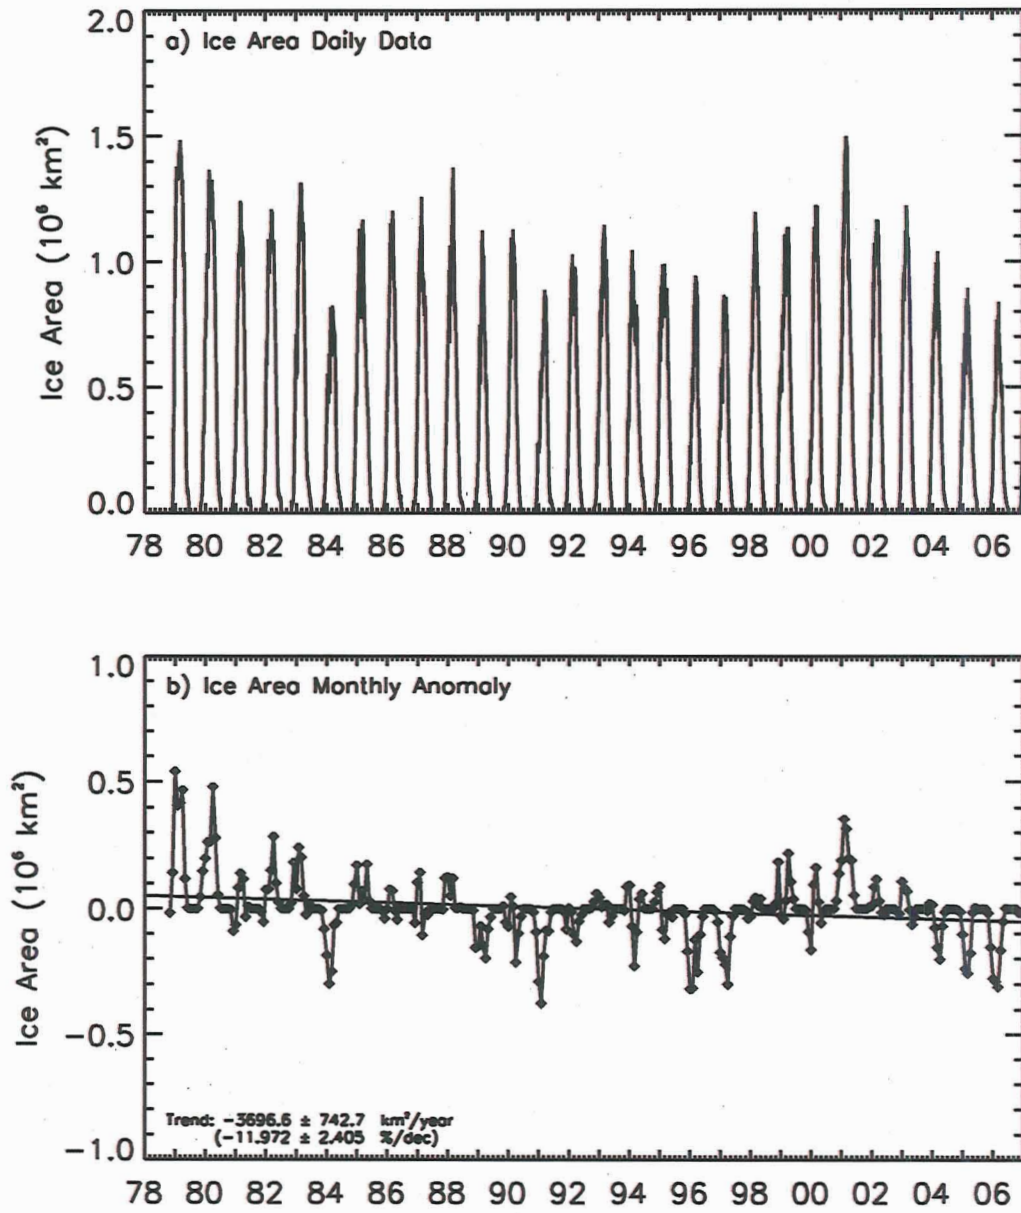 2.0
a) Ice Area Daily Data
1.5
1.0
0.5
0.0
Ice Area (10⁶ km²)
78 80 82 84 86 88 90 92 94 96 98 00 02 04 06
1.0
b) Ice Area Monthly Anomaly
0.5
0.0
−0.5
−1.0
Ice Area (10⁶ km²)
Trend: −3696.6 ± 742.7 km²/year
(−11.972 ± 2.405 %/dec)
78 80 82 84 86 88 90 92 94 96 98 00 02 04 06